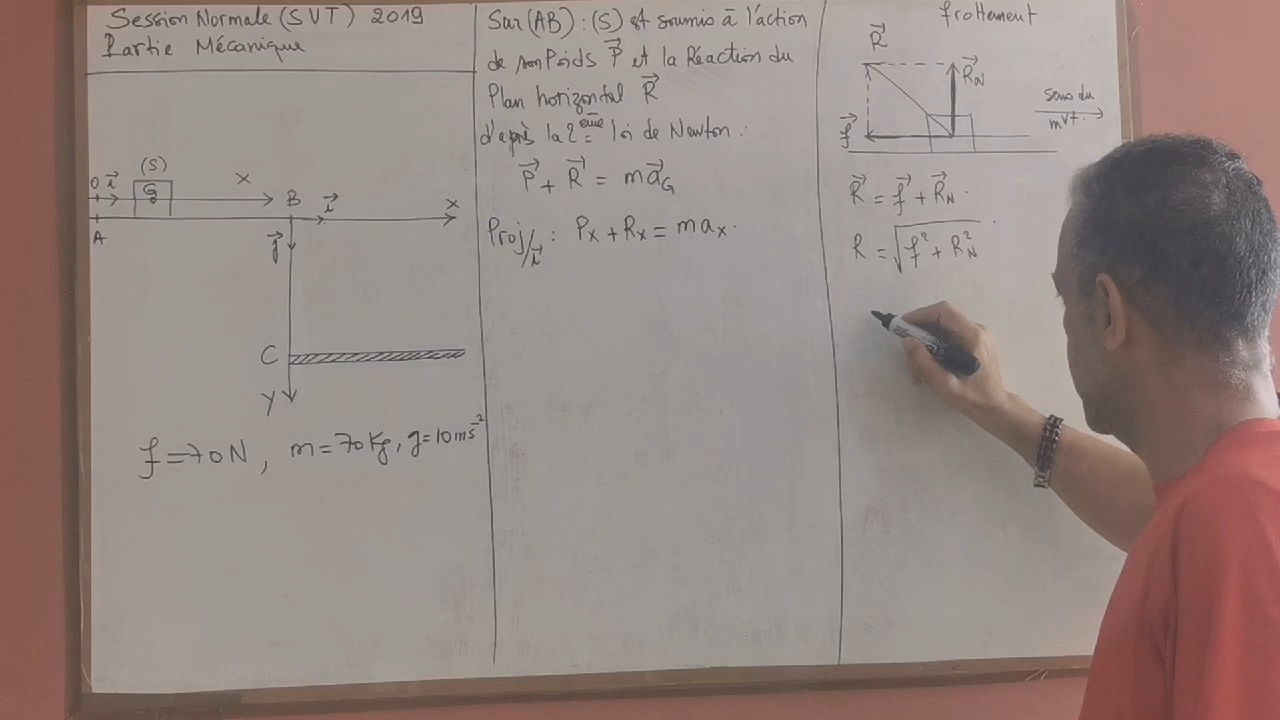 Session Normale (SVT) 2019
Partie Mécanique
(S)
O i⃗ G x B i⃗ x
A
j⃗
C
y
f = 70 N, m = 70 Kg, g = 10 ms⁻²
Sur (AB) : (S) est soumis à l'action
de son Poids P⃗ et la Réaction du
Plan horizontal R⃗
d'après la 2ème loi de Newton :
P⃗ + R⃗ = m a⃗G
Proj/i⃗ : Px + Rx = m ax.
frottement
R⃗
R⃗N
f⃗
sens du
mvt.
R⃗ = f⃗ + R⃗N.
R = √(f² + RN²).